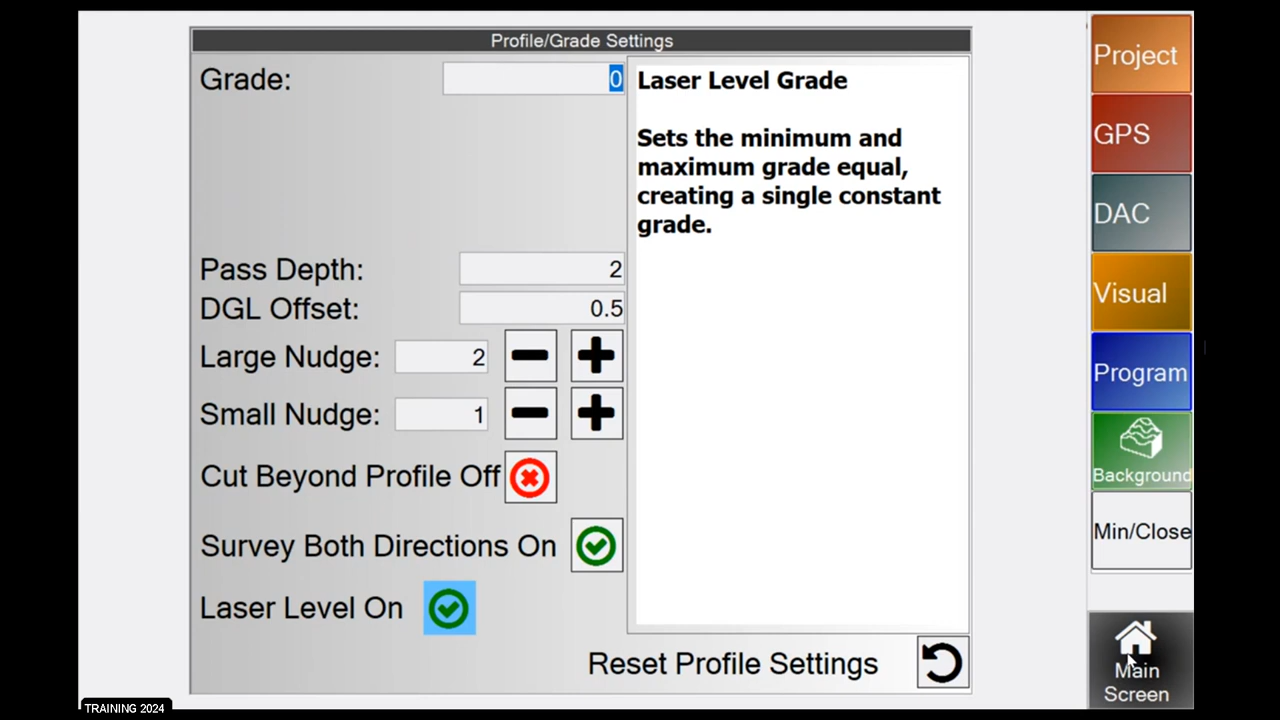 Profile/Grade Settings
Grade: 0
Laser Level Grade
Sets the minimum and
maximum grade equal,
creating a single constant
grade.
Pass Depth: 2
DGL Offset: 0.5
Large Nudge: 2
Small Nudge: 1
Cut Beyond Profile Off
Survey Both Directions On
Laser Level On
Reset Profile Settings
Project
GPS
DAC
Visual
Program
Background
Min/Close
Main
Screen
TRAINING 2024